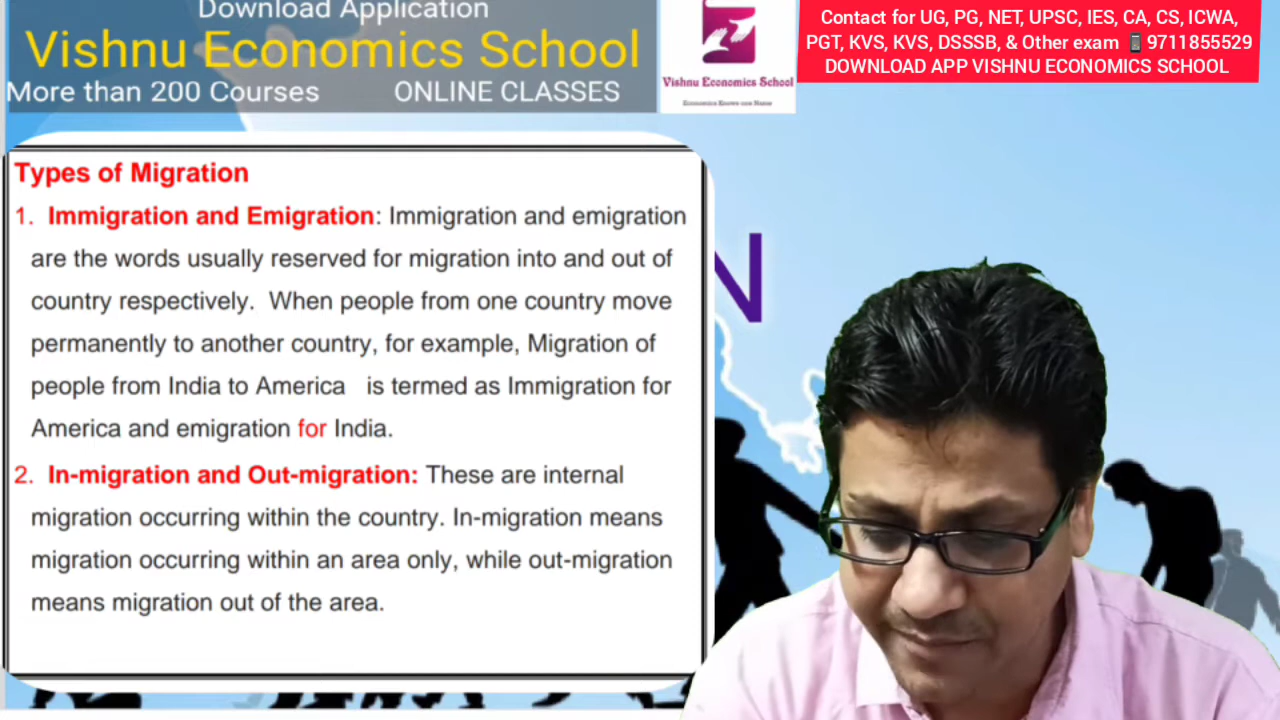 Download Application
Vishnu Economics School
More than 200 Courses ONLINE CLASSES
Vishnu Economics School
Economics Known one Name
Contact for UG, PG, NET, UPSC, IES, CA, CS, ICWA,
PGT, KVS, KVS, DSSSB, & Other exam 📱9711855529
DOWNLOAD APP VISHNU ECONOMICS SCHOOL
Types of Migration
1. Immigration and Emigration: Immigration and emigration
are the words usually reserved for migration into and out of
country respectively. When people from one country move
permanently to another country, for example, Migration of
people from India to America is termed as Immigration for
America and emigration for India.
2. In-migration and Out-migration: These are internal
migration occurring within the country. In-migration means
migration occurring within an area only, while out-migration
means migration out of the area.
N